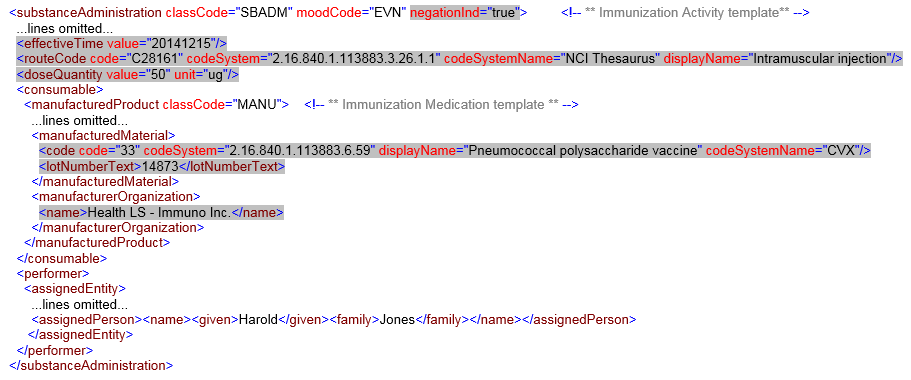 <substanceAdministration classCode="SBADM" moodCode="EVN" negationInd="true"> <!-- ** Immunization Activity template** -->
...lines omitted...
<effectiveTime value="20141215"/>
<routeCode code="C28161" codeSystem="2.16.840.1.113883.3.26.1.1" codeSystemName="NCI Thesaurus" displayName="Intramuscular injection"/>
<doseQuantity value="50" unit="ug"/>
<consumable>
<manufacturedProduct classCode="MANU"> <!-- ** Immunization Medication template ** -->
...lines omitted...
<manufacturedMaterial>
<code code="33" codeSystem="2.16.840.1.113883.6.59" displayName="Pneumococcal polysaccharide vaccine" codeSystemName="CVX"/>
<lotNumberText>14873</lotNumberText>
</manufacturedMaterial>
<manufacturerOrganization>
<name>Health LS - Immuno Inc.</name>
</manufacturerOrganization>
</manufacturedProduct>
</consumable>
<performer>
<assignedEntity>
...lines omitted...
<assignedPerson><name><given>Harold</given><family>Jones</family></name></assignedPerson>
</assignedEntity>
</performer>
</substanceAdministration>